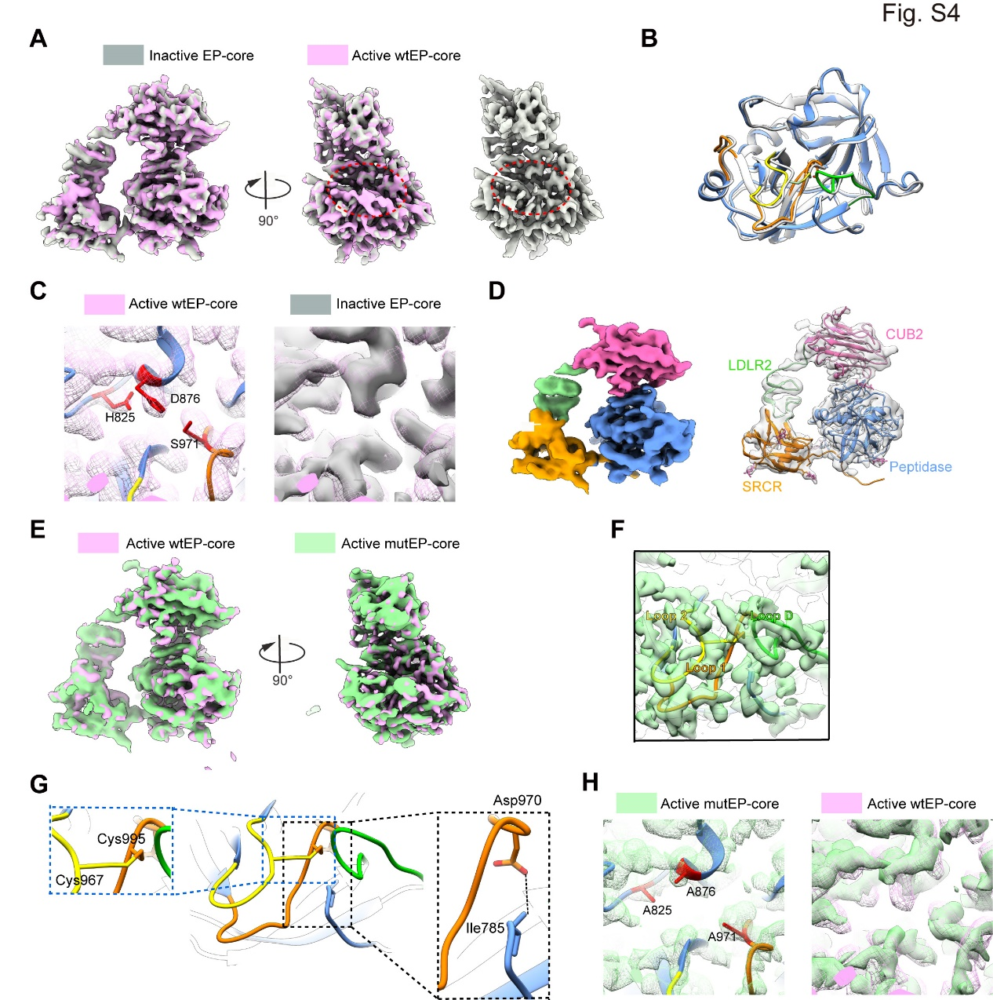 Fig. S4
A
Inactive EP-core
Active wtEP-core
90°
B
C
Active wtEP-core
Inactive EP-core
D876
H825
S971
D
CUB2
LDLR2
Peptidase
SRCR
E
Active wtEP-core
Active mutEP-core
90°
F
Loop 2
Loop D
Loop 1
G
Cys995
Cys967
Asp970
Ile785
H
Active mutEP-core
Active wtEP-core
A876
A825
A971